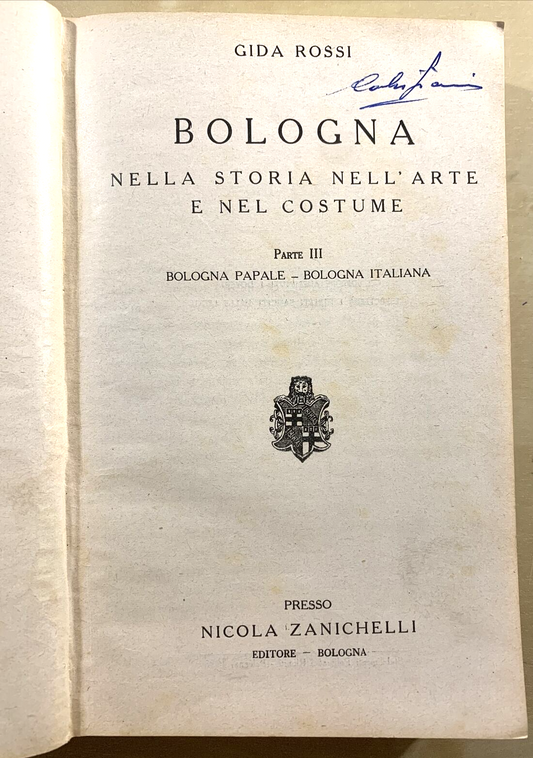 GIDA ROSSI
BOLOGNA
NELLA STORIA NELL' ARTE
E NEL COSTUME
PARTE III
BOLOGNA PAPALE – BOLOGNA ITALIANA
PRESSO
NICOLA ZANICHELLI
EDITORE – BOLOGNA